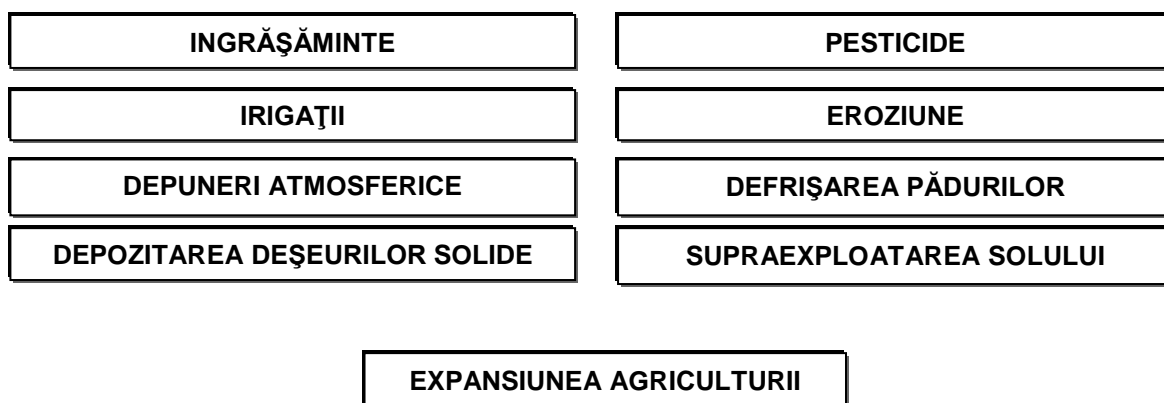 INGRĂŞĂMINTE
PESTICIDE
IRIGAŢII
EROZIUNE
DEPUNERI ATMOSFERICE
DEFRIŞAREA PĂDURILOR
DEPOZITAREA DEŞEURILOR SOLIDE
SUPRAEXPLOATAREA SOLULUI
EXPANSIUNEA AGRICULTURII